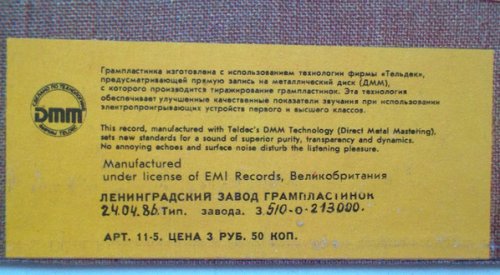 СДЕЛАНО ПО ТЕХНОЛОГИИ
DMM
ФИРМЫ TELDEC
Грампластинка изготовлена с использованием технологии фирмы «Тельдек»,
предусматривающей прямую запись на металлический диск (ДММ),
с которого производится тиражирование грампластинок. Эта технология
обеспечивает улучшенные качественные показатели звучания при использовании
электропроигрывающих устройств первого и высшего классов.
This record, manufactured with Teldec's DMM Technology (Direct Metal Mastering),
sets new standards for a sound of superior purity, transparency and dynamics.
No annoying echoes and surface noise disturb the listening pleasure.
Manufactured
under license of EMI Records, Великобритания
ЛЕНИНГРАДСКИЙ ЗАВОД ГРАМПЛАСТИНОК
24.04.86. Тип. завода. З. 510-0-213000.
АРТ. 11-5. ЦЕНА 3 РУБ. 50 КОП.